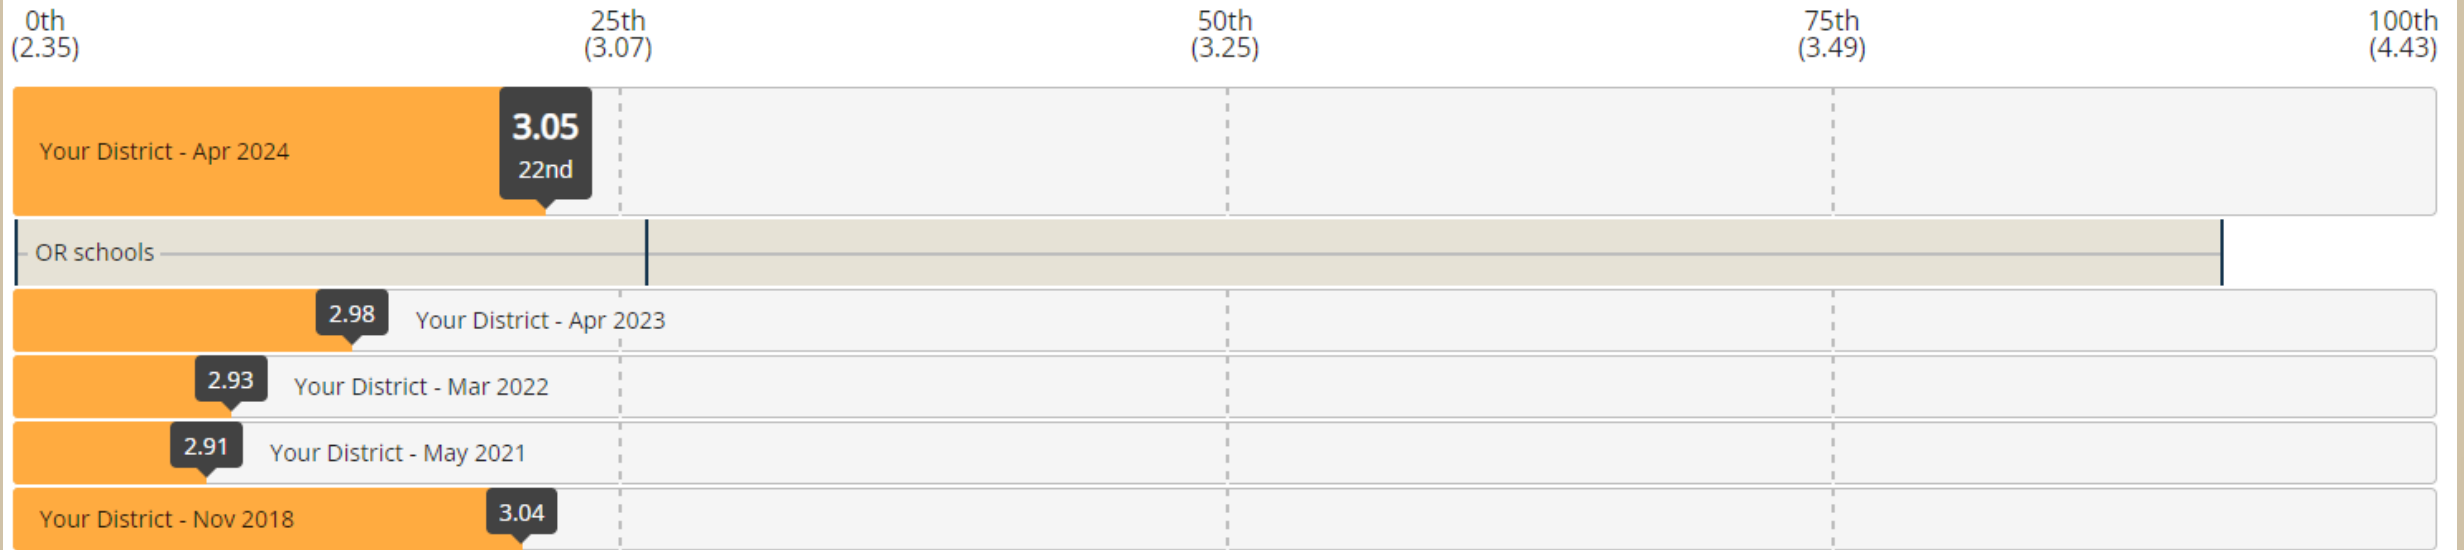 0th 25th 50th 75th 100th
(2.35) (3.07) (3.25) (3.49) (4.43)
3.05
Your District - Apr 2024
22nd
OR schools
2.98 Your District - Apr 2023
2.93 Your District - Mar 2022
2.91 Your District - May 2021
Your District - Nov 2018 3.04